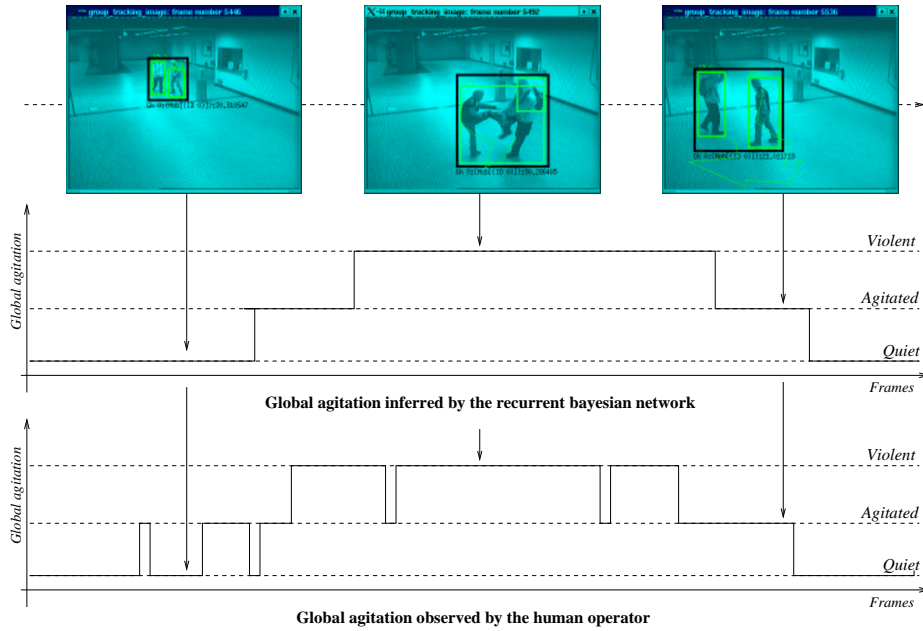 group_tracking_image: frame number 5446
group_tracking_image: frame number 5492
group_tracking_image: frame number 5536
Global agitation
Violent
Agitated
Quiet
Frames
Global agitation inferred by the recurrent bayesian network
Global agitation
Violent
Agitated
Quiet
Frames
Global agitation observed by the human operator